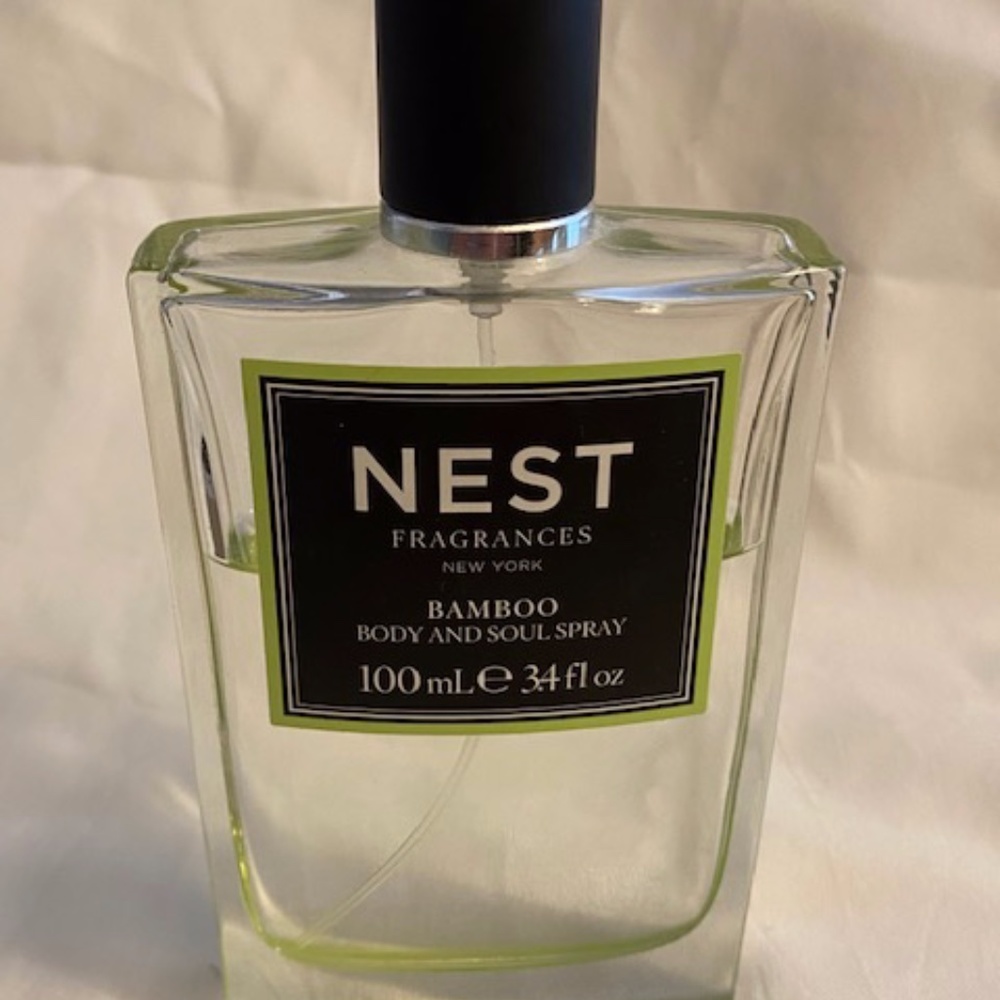 NEST
FRAGRANCES
NEW YORK
BAMBOO
BODY AND SOUL SPRAY
100 mL ℮ 3.4 fl oz